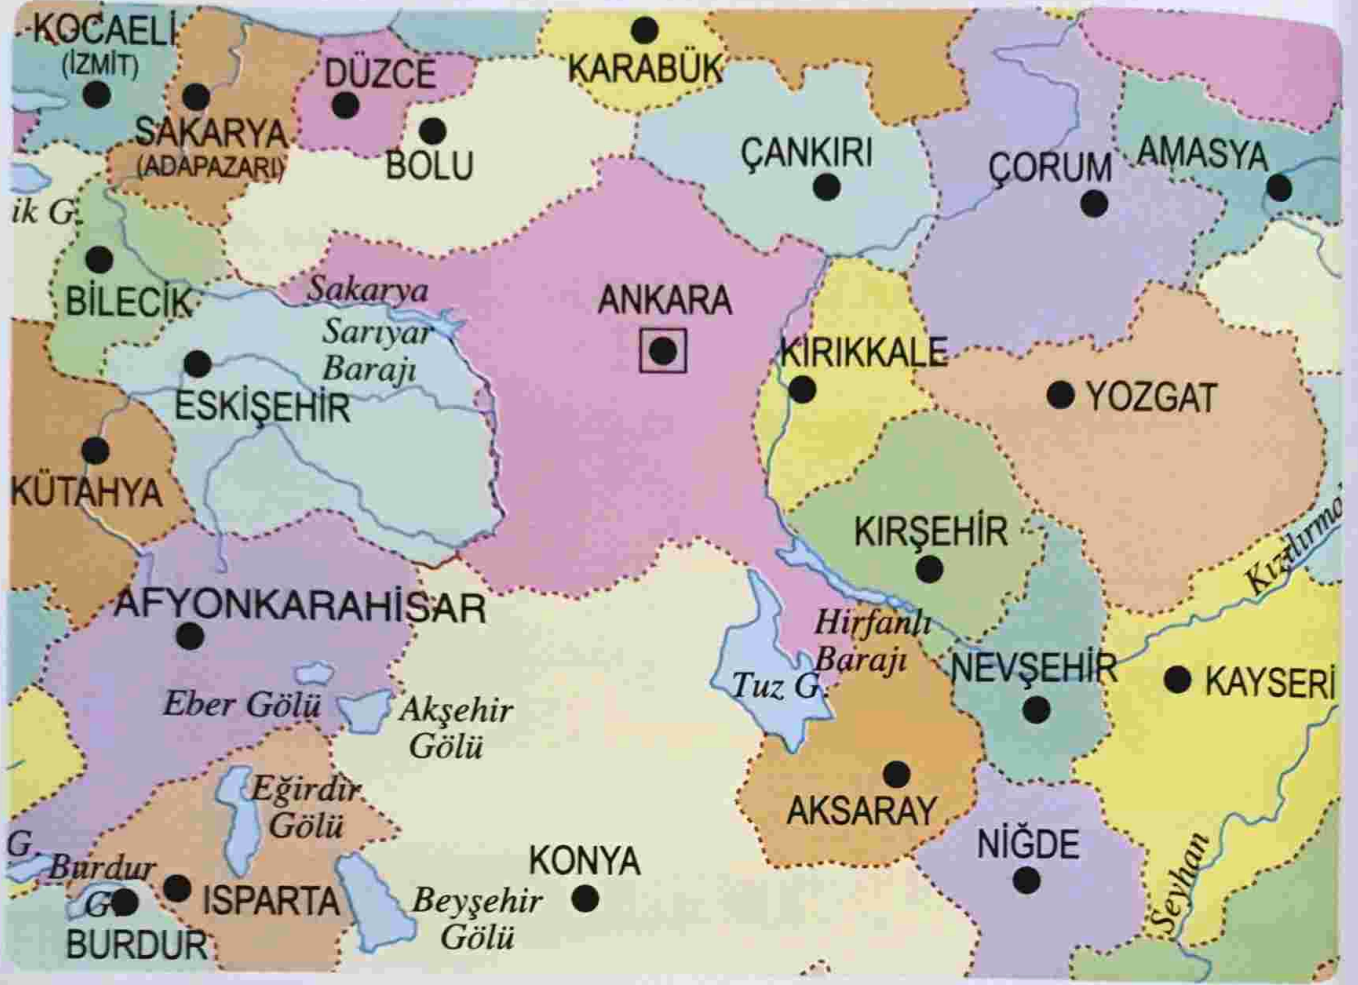 KOCAELİ
(İZMİT)
SAKARYA
(ADAPAZARI)
DÜZCE
BOLU
KARABÜK
ÇANKIRI
ÇORUM
AMASYA
ik G.
BİLECİK
Sakarya
Sarıyar
Barajı
ANKARA
KIRIKKALE
YOZGAT
ESKİŞEHİR
KÜTAHYA
KIRŞEHİR
Kızılırma
AFYONKARAHİSAR
Hirfanlı
Barajı
Tuz G.
NEVŞEHİR
KAYSERİ
Eber Gölü
Akşehir
Gölü
Eğirdir
Gölü
AKSARAY
NİĞDE
Seyhan
G.
Burdur
G.
BURDUR
ISPARTA
Beyşehir
Gölü
KONYA